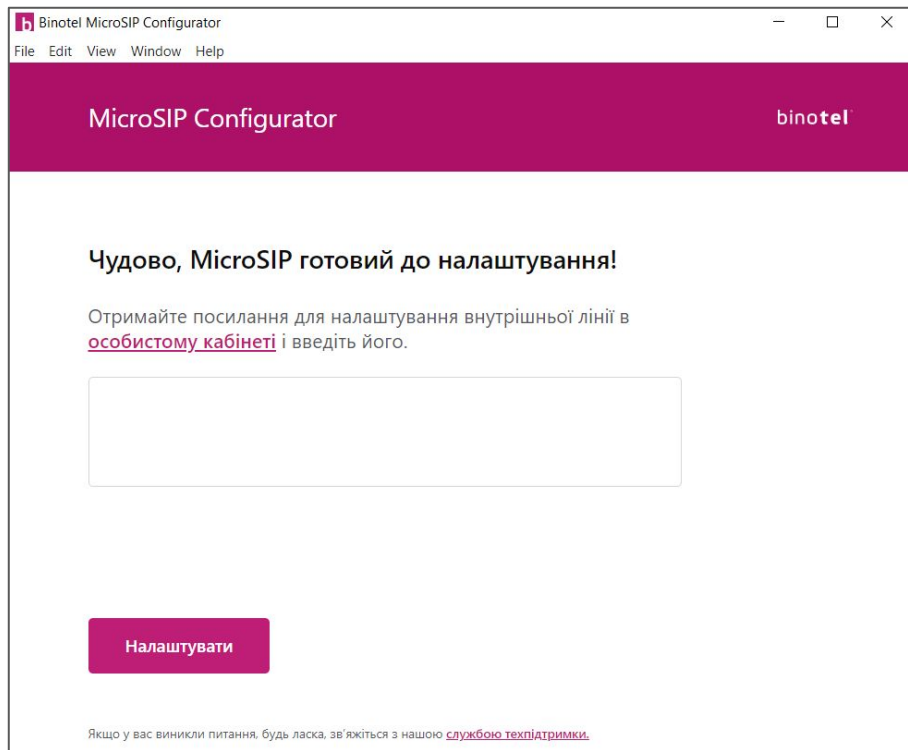 Binotel MicroSIP Configurator
File Edit View Window Help
MicroSIP Configurator
binotel
Чудово, MicroSIP готовий до налаштування!
Отримайте посилання для налаштування внутрішньої лінії в
особистому кабінеті і введіть його.
Налаштувати
Якщо у вас виникли питання, будь ласка, зв'яжіться з нашою службою техпідтримки.